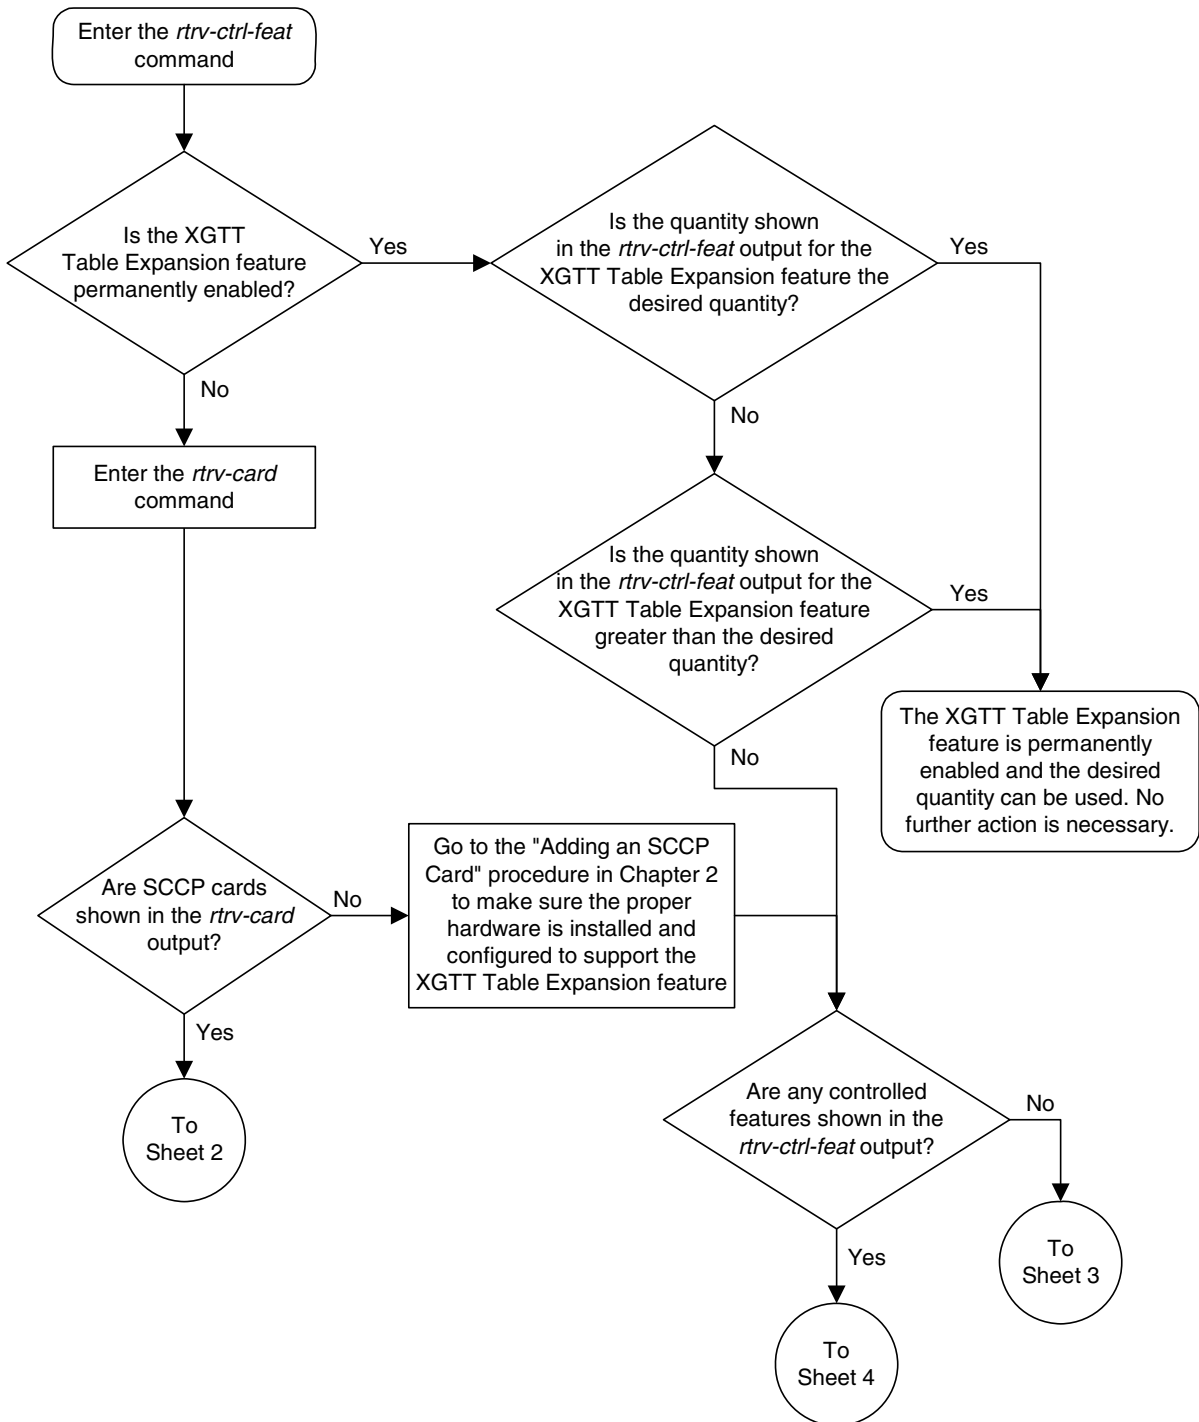 Enter the rtrv-ctrl-feat
command
Is the XGTT
Table Expansion feature
permanently enabled?
Yes
No
Is the quantity shown
in the rtrv-ctrl-feat output for the
XGTT Table Expansion feature the
desired quantity?
Yes
No
Enter the rtrv-card
command
Is the quantity shown
in the rtrv-ctrl-feat output for the
XGTT Table Expansion feature
greater than the desired
quantity?
Yes
No
The XGTT Table Expansion
feature is permanently
enabled and the desired
quantity can be used. No
further action is necessary.
Are SCCP cards
shown in the rtrv-card
output?
No
Yes
Go to the "Adding an SCCP
Card" procedure in Chapter 2
to make sure the proper
hardware is installed and
configured to support the
XGTT Table Expansion feature
To
Sheet 2
Are any controlled
features shown in the
rtrv-ctrl-feat output?
No
Yes
To
Sheet 3
To
Sheet 4